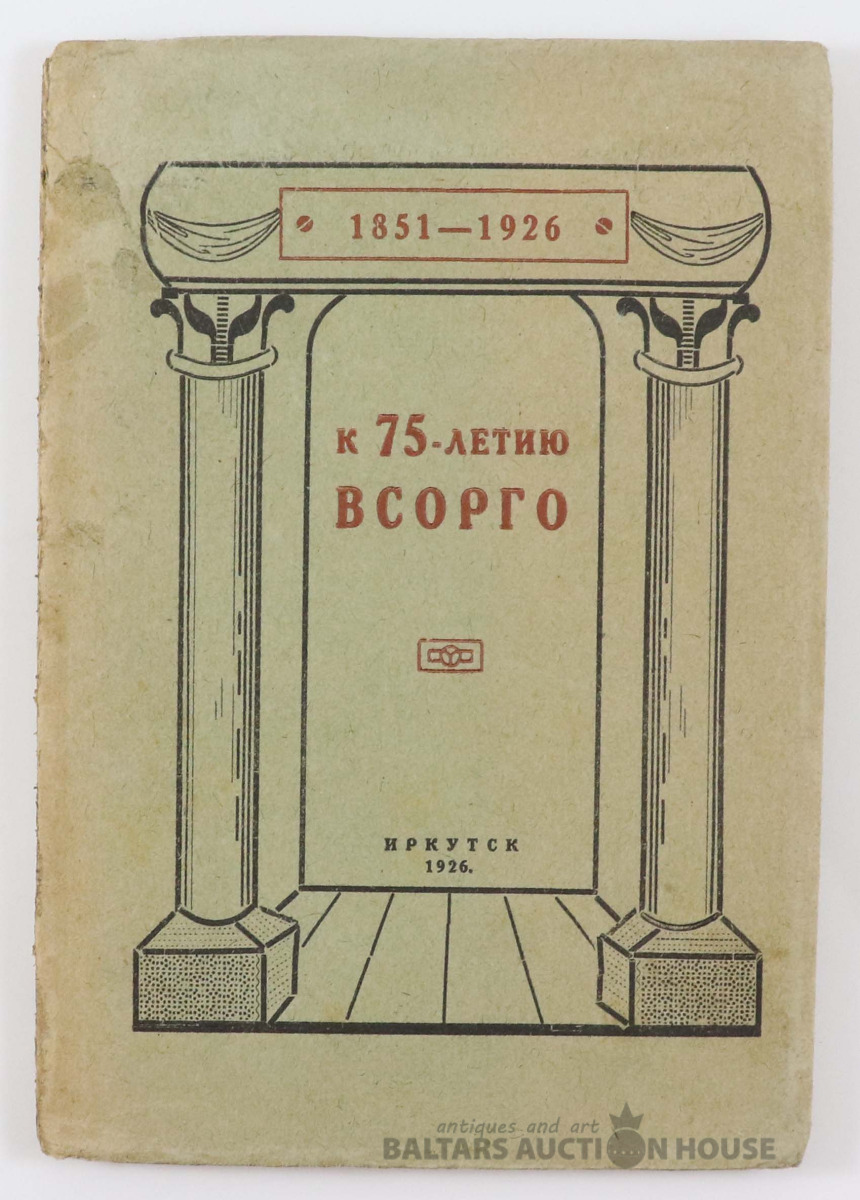 1851—1926
К 75-ЛЕТИЮ
ВСОРГО
ИРКУТСК
1926.
antiques and art
BALTARS AUCTION HOUSE